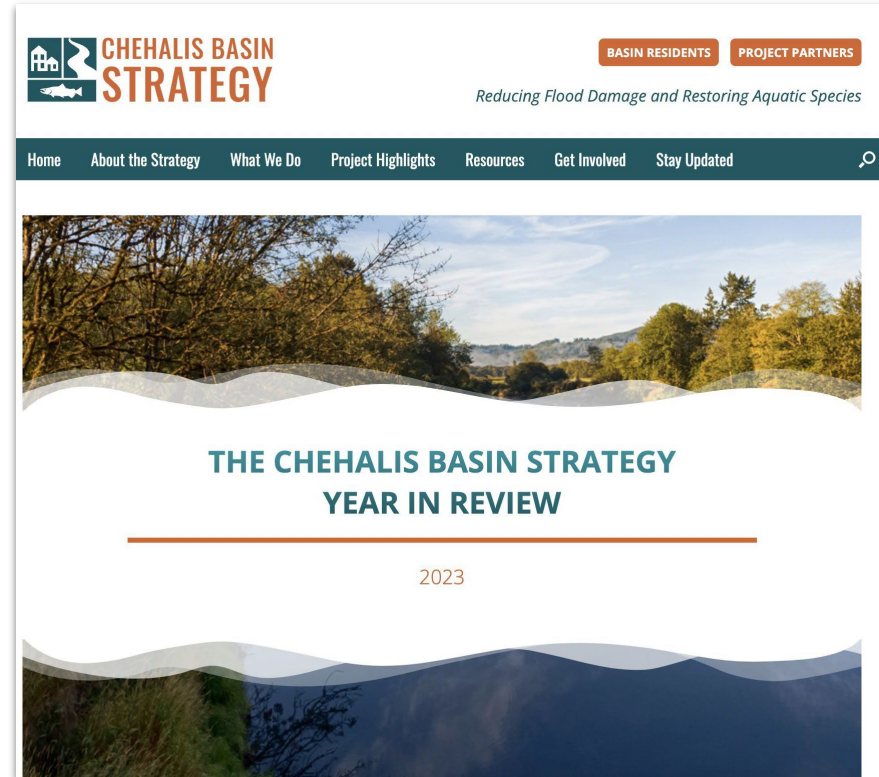 CHEHALIS BASIN
STRATEGY
BASIN RESIDENTS
PROJECT PARTNERS
Reducing Flood Damage and Restoring Aquatic Species
Home About the Strategy What We Do Project Highlights Resources Get Involved Stay Updated
THE CHEHALIS BASIN STRATEGY
YEAR IN REVIEW
2023